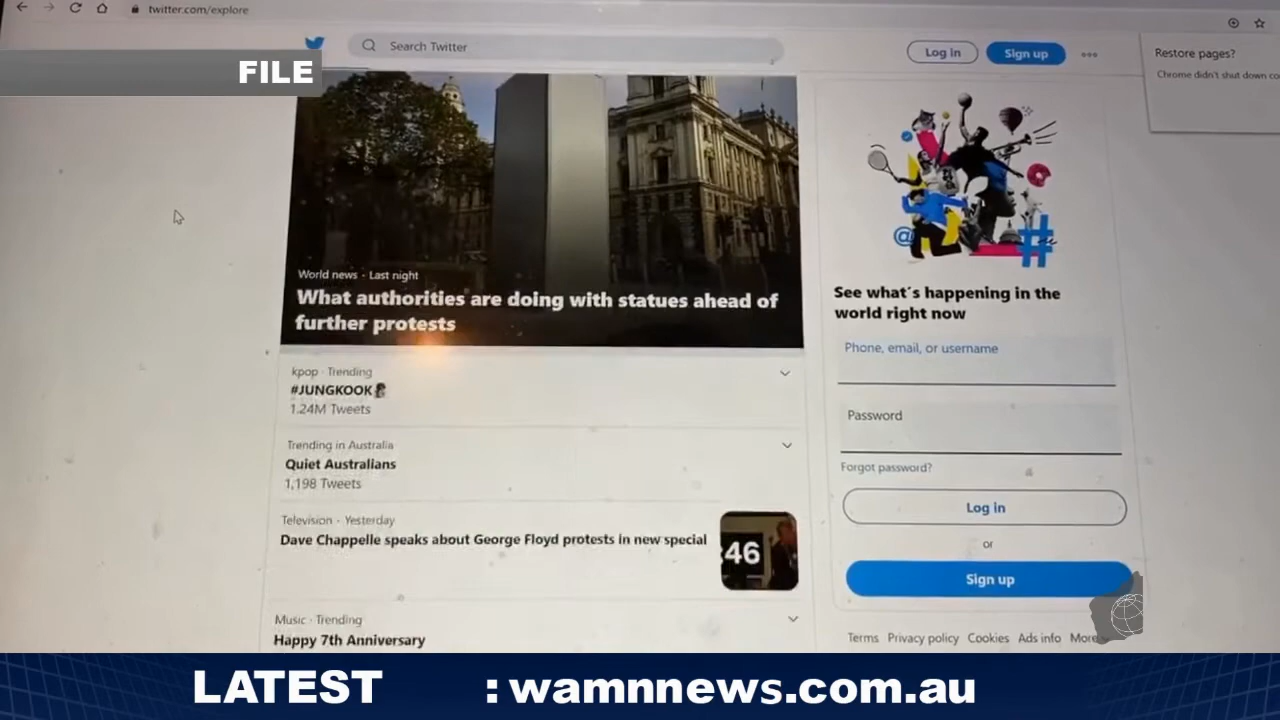 twitter.com/explore
Search Twitter
Log in
Sign up
Restore pages?
Chrome didn't shut down co
FILE
World news · Last night
What authorities are doing with statues ahead of
further protests
kpop · Trending
#JUNGKOOK
1.24M Tweets
Trending in Australia
Quiet Australians
1,198 Tweets
Television · Yesterday
Dave Chappelle speaks about George Floyd protests in new special
:46
Music · Trending
Happy 7th Anniversary
@
#
See what's happening in the
world right now
Phone, email, or username
Password
Forgot password?
Log in
or
Sign up
Terms Privacy policy Cookies Ads info More
LATEST : wamnnews.com.au